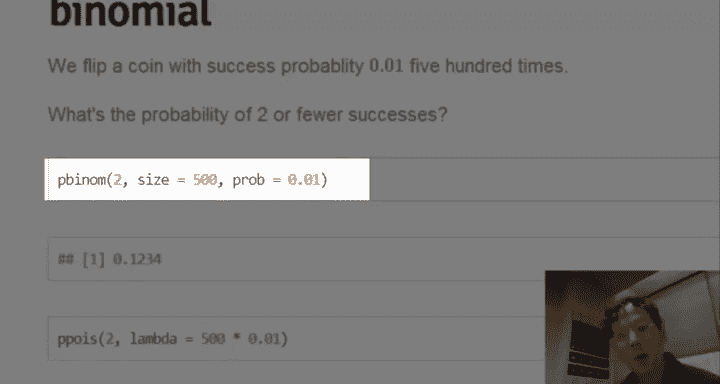 binomial
We flip a coin with success probablity 0.01 five hundred times.
What's the probability of 2 or fewer successes?
pbinom(2, size = 500, prob = 0.01)
## [1] 0.1234
ppois(2, lambda = 500 * 0.01)